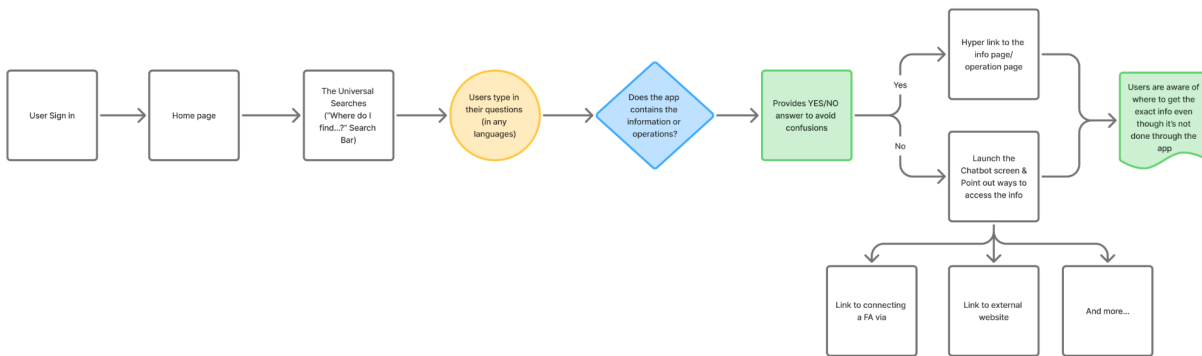 User Sign in
Home page
The Universal
Searches
("Where do I
find...?" Search
Bar)
Users type in
their questions
(in any
languages)
Does the app
contains the
information or
operations?
Provides YES/NO
answer to avoid
confusions
Yes
No
Hyper link to the
info page/
operation page
Launch the
Chatbot screen &
Point out ways to
access the info
Users are aware of
where to get the
exact info even
though it's not
done through the
app
Link to connecting
a FA via
Link to external
website
And more...